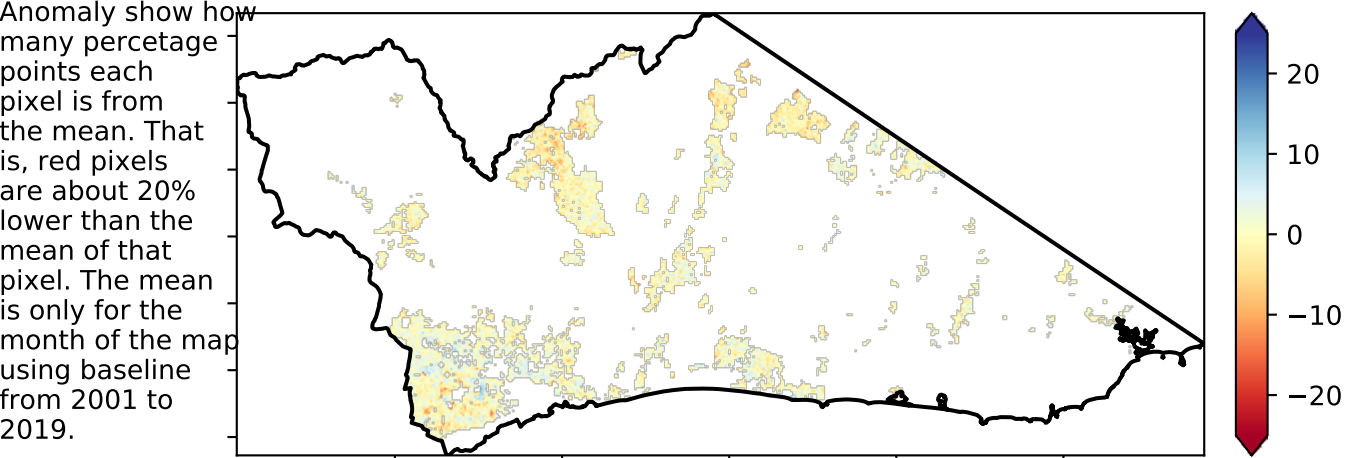 Anomaly show how
many percetage
points each
pixel is from
the mean. That
is, red pixels
are about 20%
lower than the
mean of that
pixel. The mean
is only for the
month of the map
using baseline
from 2001 to
2019.
20
10
0
−10
−20